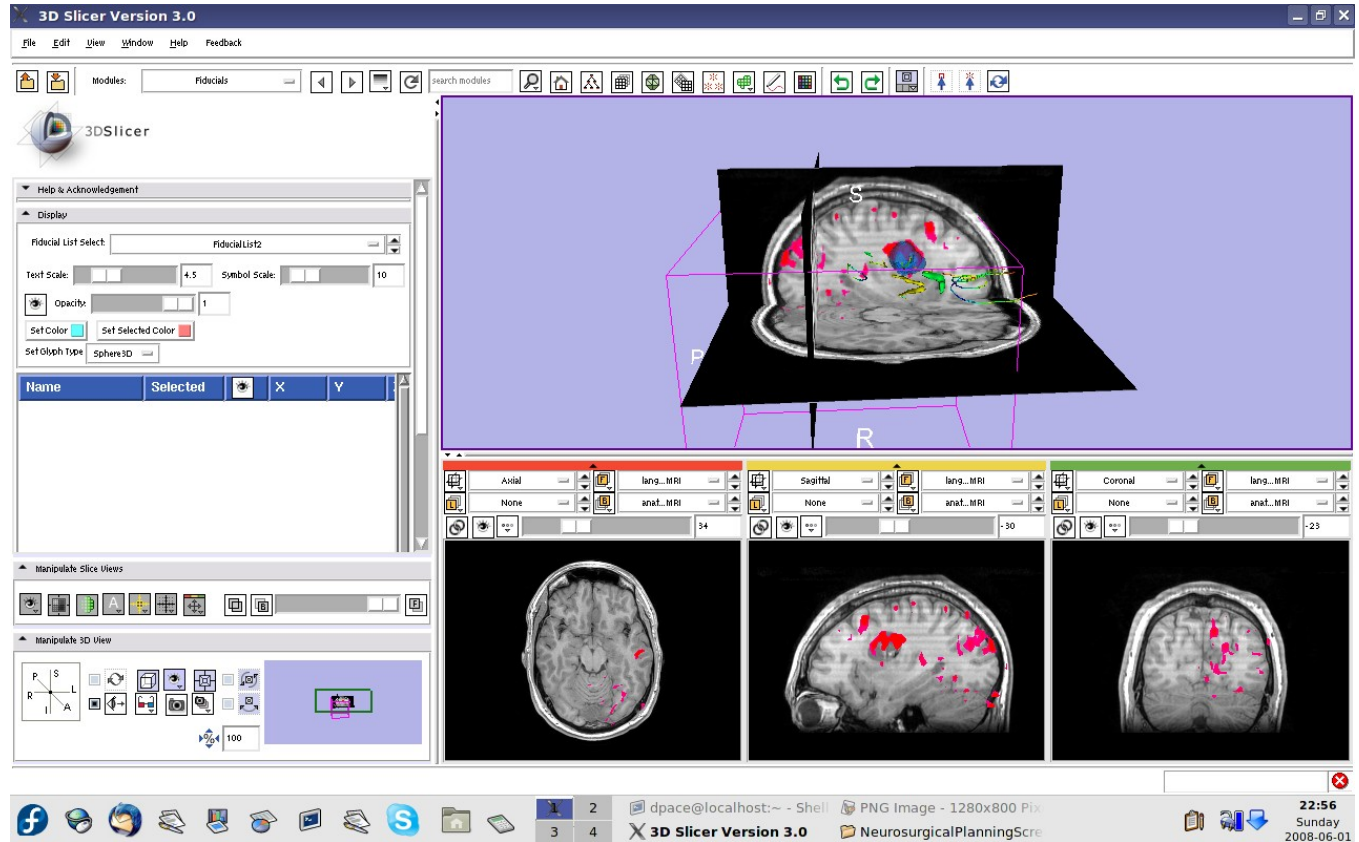 3D Slicer Version 3.0
File Edit View Window Help Feedback
Modules: Fiducials search modules
3DSlicer
Help & Acknowledgement
Display
Fiducial List Select: FiducialList2
Text Scale: 4.5 Symbol Scale: 10
Opacity: 1
Set Color Set Selected Color
Set Glyph Type Sphere3D
Name Selected X Y
Manipulate Slice Views
Manipulate 3D View
P S
R L
I A
100
S
P
R
Axial lang...MRI
None anat...MRI
34
Sagittal lang...MRI
None anat...MRI
-30
Coronal lang...MRI
None anat...MRI
-23
1 2
3 4
dpace@localhost:~ - Shell
PNG Image - 1280x800 Pix
3D Slicer Version 3.0
NeurosurgicalPlanningScre
22:56
Sunday
2008-06-01